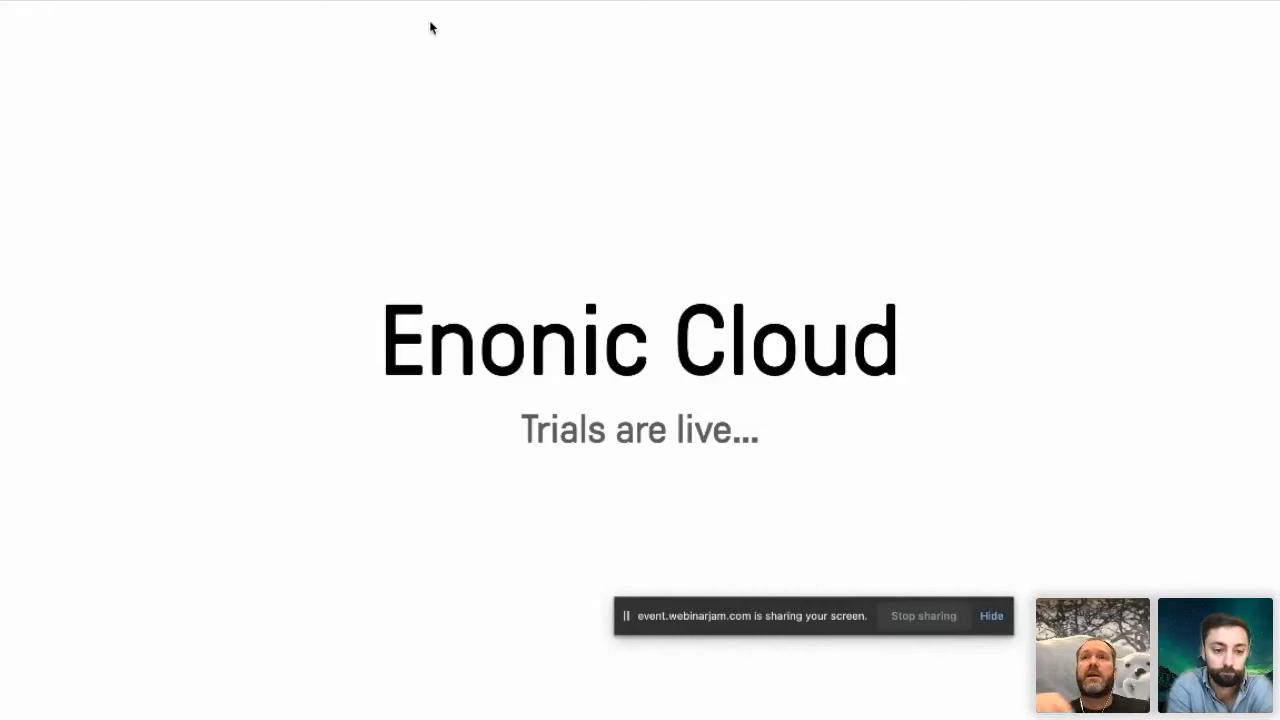 Enonic Cloud
Trials are live...
event.webinarjam.com is sharing your screen. Stop sharing Hide